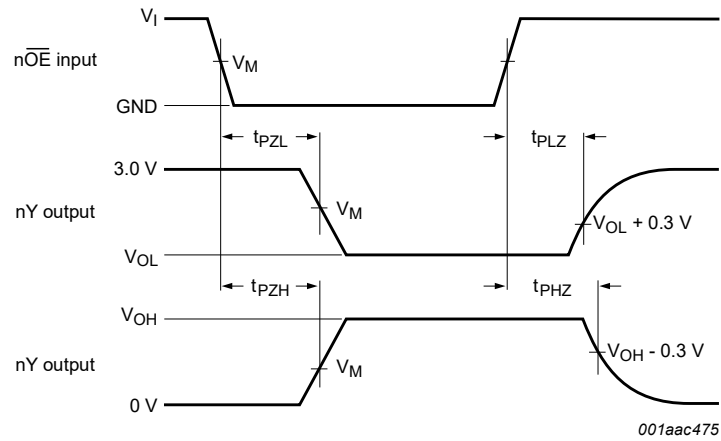 V_I
nO̅E̅ input
V_M
GND
t_PZL
t_PLZ
3.0 V
nY output
V_M
V_OL + 0.3 V
V_OL
t_PZH
t_PHZ
V_OH
nY output
V_M
V_OH - 0.3 V
0 V
001aac475